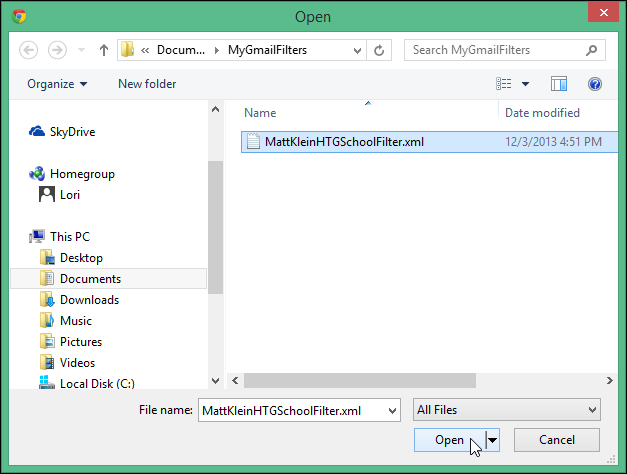 Open
« Docum... MyGmailFilters
Search MyGmailFilters
Organize New folder
Name Date modified
MattKleinHTGSchoolFilter.xml 12/3/2013 4:51 PM
SkyDrive
Homegroup
Lori
This PC
Desktop
Documents
Downloads
Music
Pictures
Videos
Local Disk (C:)
File name: MattKleinHTGSchoolFilter.xml All Files
Open Cancel